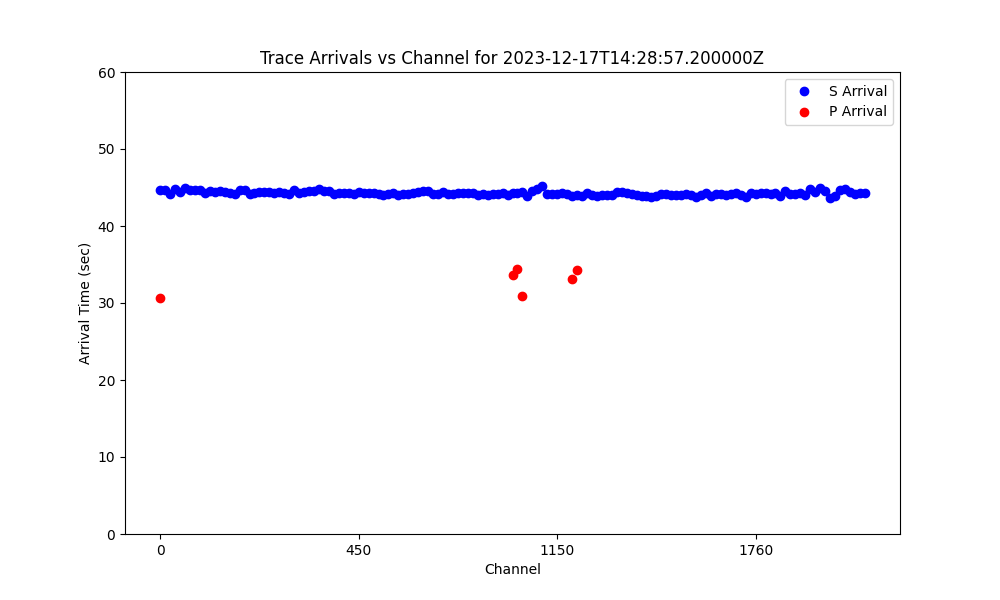 Trace Arrivals vs Channel for 2023-12-17T14:28:57.200000Z
S Arrival
P Arrival
60
50
40
30
20
10
0
Arrival Time (sec)
0 450 1150 1760
Channel